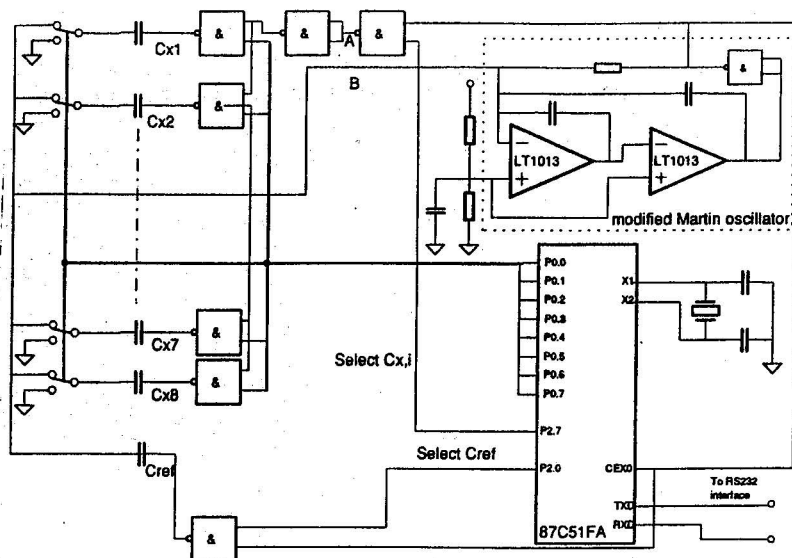 &
&
A
&
Cx1
B
&
&
Cx2
LT1013
LT1013
modified Martin oscillator
P0.0
P0.1
P0.2
P0.3
P0.4
P0.5
P0.6
P0.7
X1
X2
&
Cx7
Select Cx,i
&
Cx8
P2.7
Cref
Select Cref
P2.0
CEX0
To RS232
interface
TXD
RXD
&
87C51FA